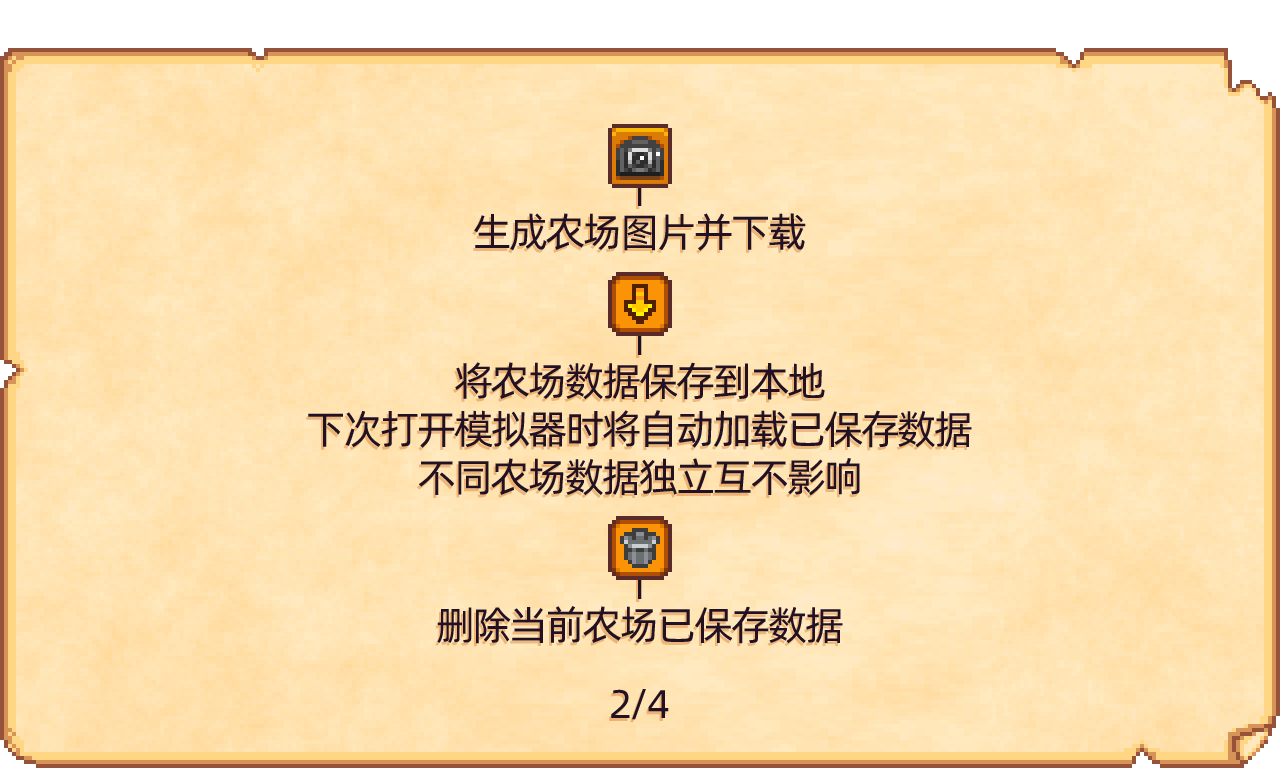 生成农场图片并下载
将农场数据保存到本地
下次打开模拟器时将自动加载已保存数据
不同农场数据独立互不影响
删除当前农场已保存数据
2/4